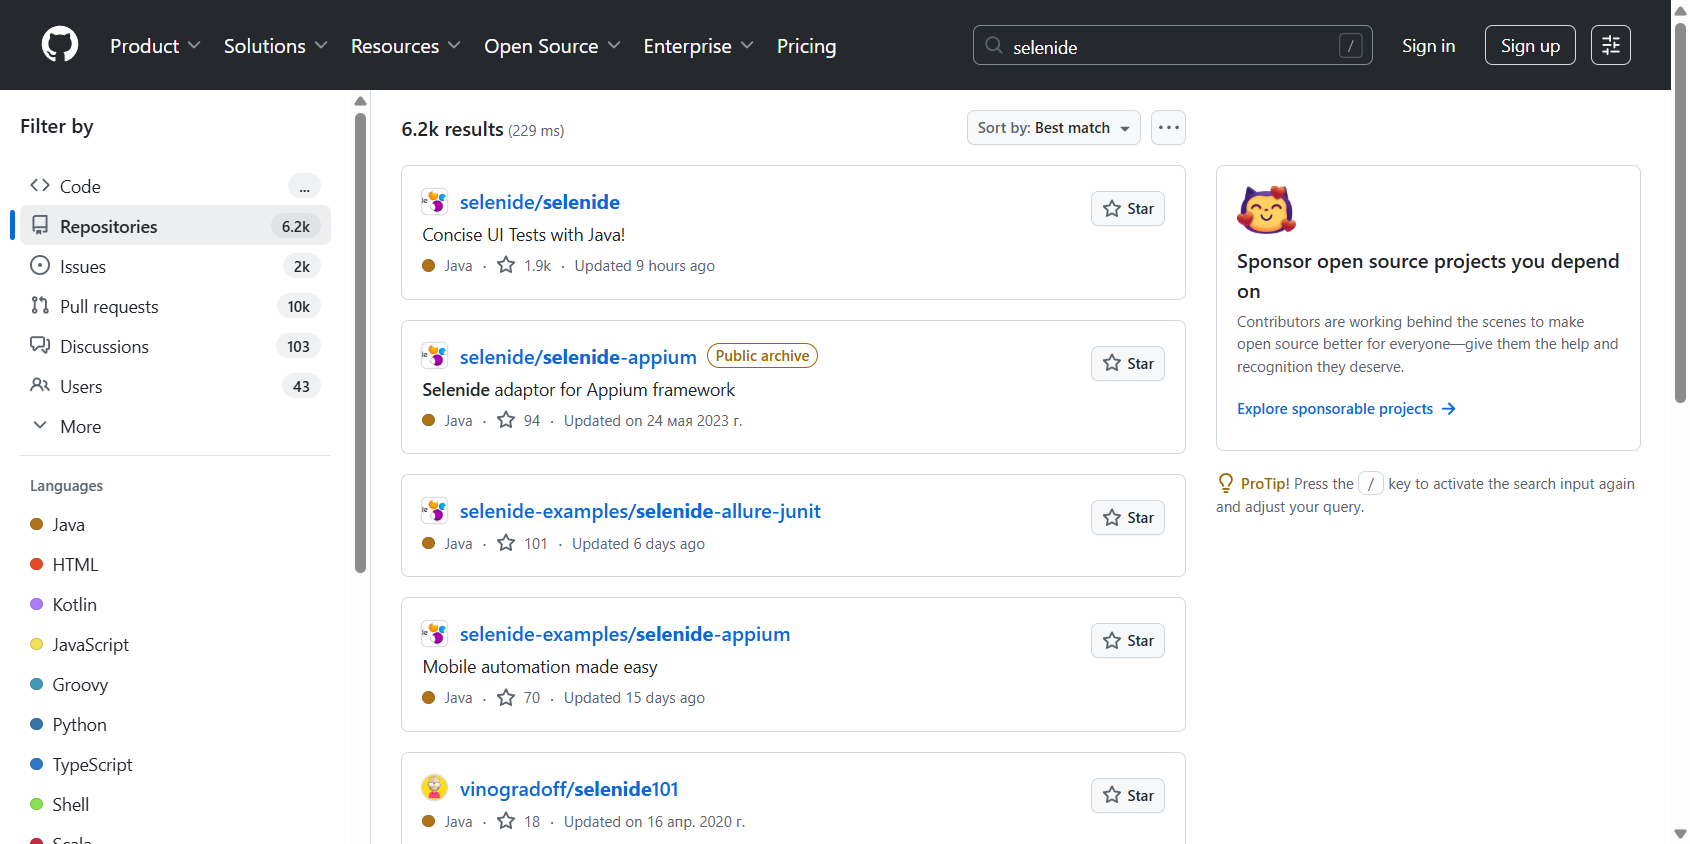 Product
Solutions
Resources
Open Source
Enterprise
Pricing
selenide
/
Sign in
Sign up
Filter by
Code
...
Repositories
6.2k
Issues
2k
Pull requests
10k
Discussions
103
Users
43
More
Languages
Java
HTML
Kotlin
JavaScript
Groovy
Python
TypeScript
Shell
Scala
6.2k results (229 ms)
Sort by: Best match
selenide/selenide
Star
Concise UI Tests with Java!
Java · 1.9k · Updated 9 hours ago
selenide/selenide-appium
Public archive
Star
Selenide adaptor for Appium framework
Java · 94 · Updated on 24 мая 2023 г.
selenide-examples/selenide-allure-junit
Star
Java · 101 · Updated 6 days ago
selenide-examples/selenide-appium
Star
Mobile automation made easy
Java · 70 · Updated 15 days ago
vinogradoff/selenide101
Star
Java · 18 · Updated on 16 апр. 2020 г.
Sponsor open source projects you depend
on
Contributors are working behind the scenes to make
open source better for everyone—give them the help and
recognition they deserve.
Explore sponsorable projects
ProTip! Press the / key to activate the search input again
and adjust your query.